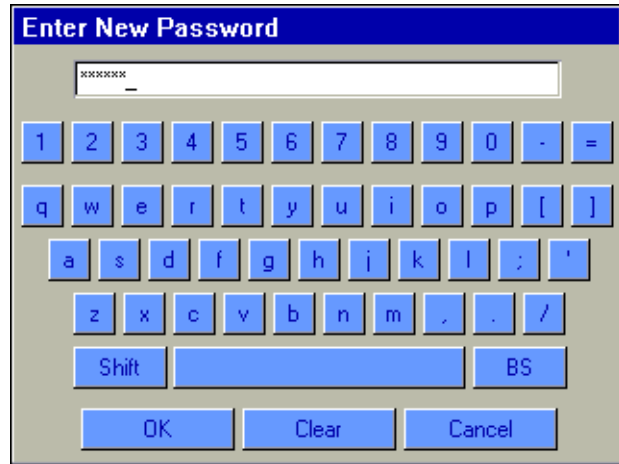 Enter New Password
******_
1 2 3 4 5 6 7 8 9 0 - =
q w e r t y u i o p [ ]
a s d f g h j k l ; '
z x c v b n m , . /
Shift BS
OK Clear Cancel